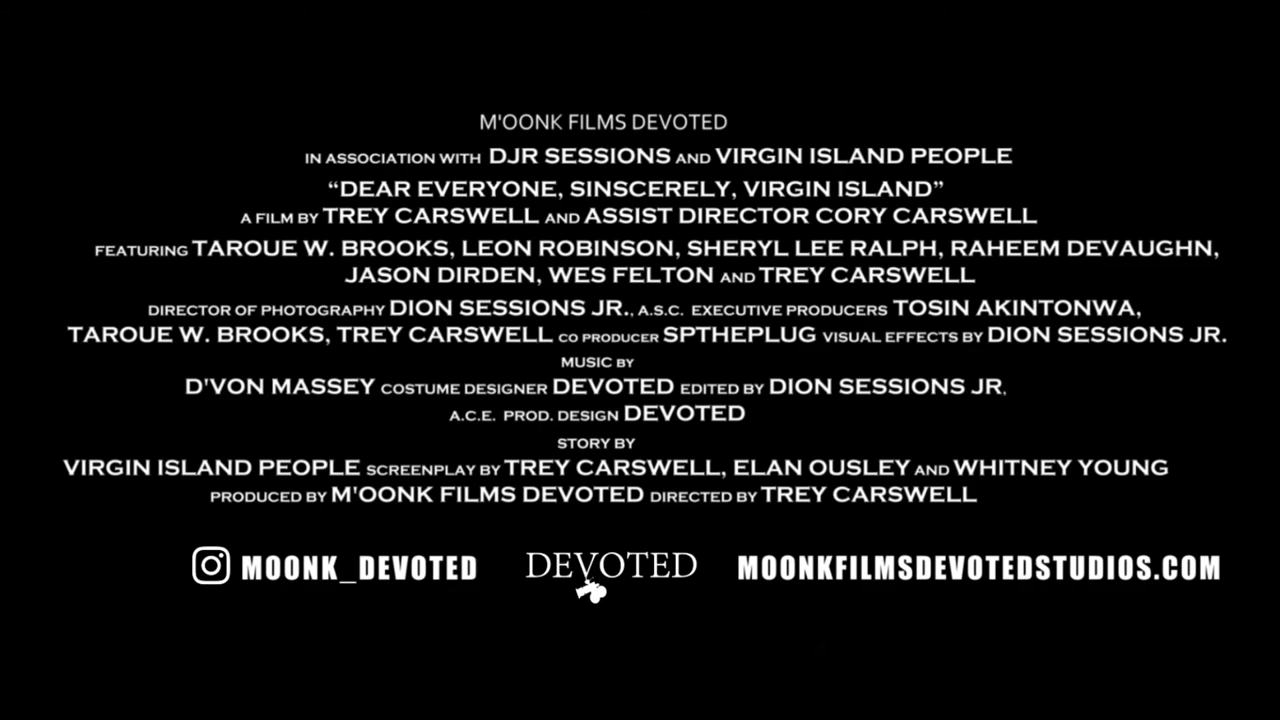 M'OONK FILMS DEVOTED
IN ASSOCIATION WITH DJR SESSIONS AND VIRGIN ISLAND PEOPLE
“DEAR EVERYONE, SINSCERELY, VIRGIN ISLAND”
A FILM BY TREY CARSWELL AND ASSIST DIRECTOR CORY CARSWELL
FEATURING TAROUE W. BROOKS, LEON ROBINSON, SHERYL LEE RALPH, RAHEEM DEVAUGHN,
JASON DIRDEN, WES FELTON AND TREY CARSWELL
DIRECTOR OF PHOTOGRAPHY DION SESSIONS JR., A.S.C. EXECUTIVE PRODUCERS TOSIN AKINTONWA,
TAROUE W. BROOKS, TREY CARSWELL CO PRODUCER SPTHEPLUG VISUAL EFFECTS BY DION SESSIONS JR.
MUSIC BY
D'VON MASSEY COSTUME DESIGNER DEVOTED EDITED BY DION SESSIONS JR,
A.C.E. PROD. DESIGN DEVOTED
STORY BY
VIRGIN ISLAND PEOPLE SCREENPLAY BY TREY CARSWELL, ELAN OUSLEY AND WHITNEY YOUNG
PRODUCED BY M'OONK FILMS DEVOTED DIRECTED BY TREY CARSWELL
MOONK_DEVOTED DEVOTED MOONKFILMSDEVOTEDSTUDIOS.COM